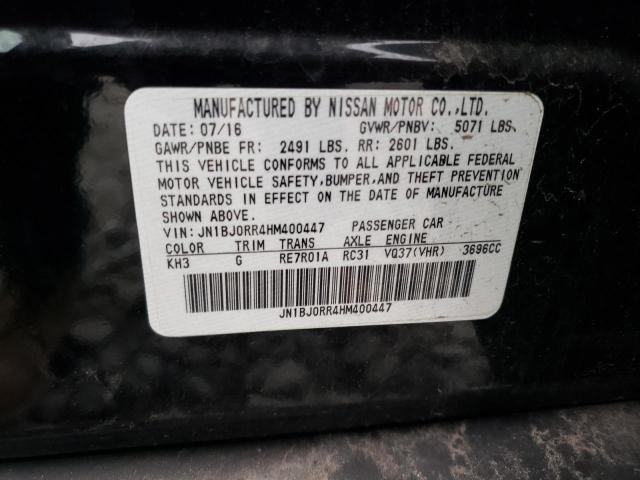 MANUFACTURED BY NISSAN MOTOR CO.,LTD.
DATE: 07/16 GVWR/PNBV: 5071 LBS.
GAWR/PNBE FR: 2491 LBS. RR: 2601 LBS.
THIS VEHICLE CONFORMS TO ALL APPLICABLE FEDERAL
MOTOR VEHICLE SAFETY,BUMPER,AND THEFT PREVENTION
STANDARDS IN EFFECT ON THE DATE OF MANUFACTURE
SHOWN ABOVE.
VIN: JN1BJ0RR4HM400447 PASSENGER CAR
COLOR TRIM TRANS AXLE ENGINE
KH3 G RE7R01A RC31 VQ37(VHR) 3696CC
JN1BJ0RR4HM400447